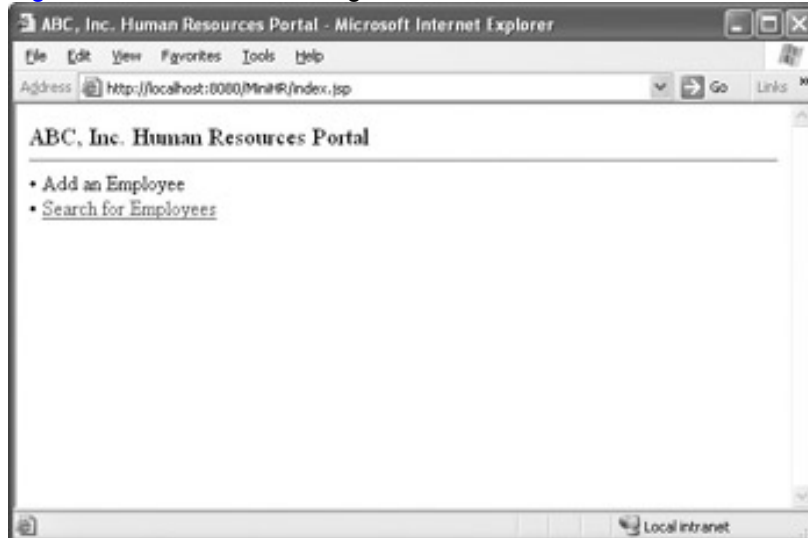 ABC, Inc. Human Resources Portal - Microsoft Internet Explorer
File Edit View Favorites Tools Help
Address http://localhost:8080/MiniHR/index.jsp Go Links »
ABC, Inc. Human Resources Portal
• Add an Employee
• Search for Employees
Local intranet